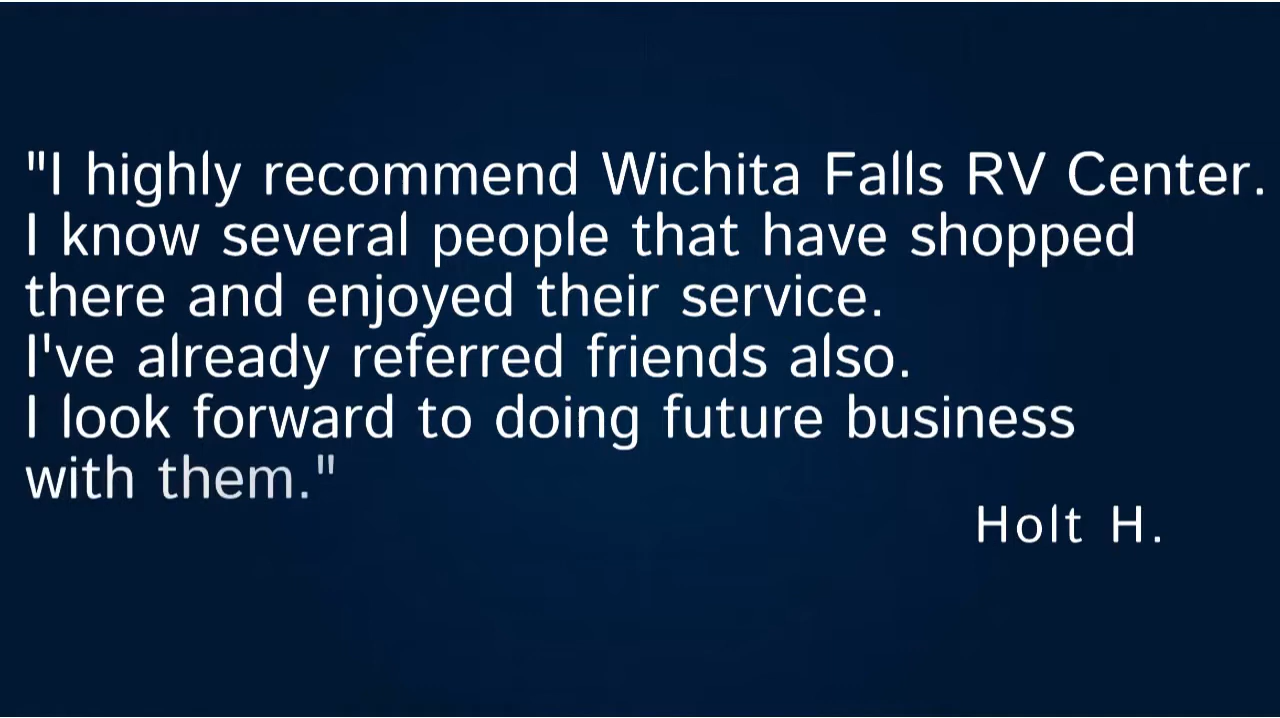 "I highly recommend Wichita Falls RV Center.
I know several people that have shopped
there and enjoyed their service.
I've already referred friends also.
I look forward to doing future business
with them."
Holt H.